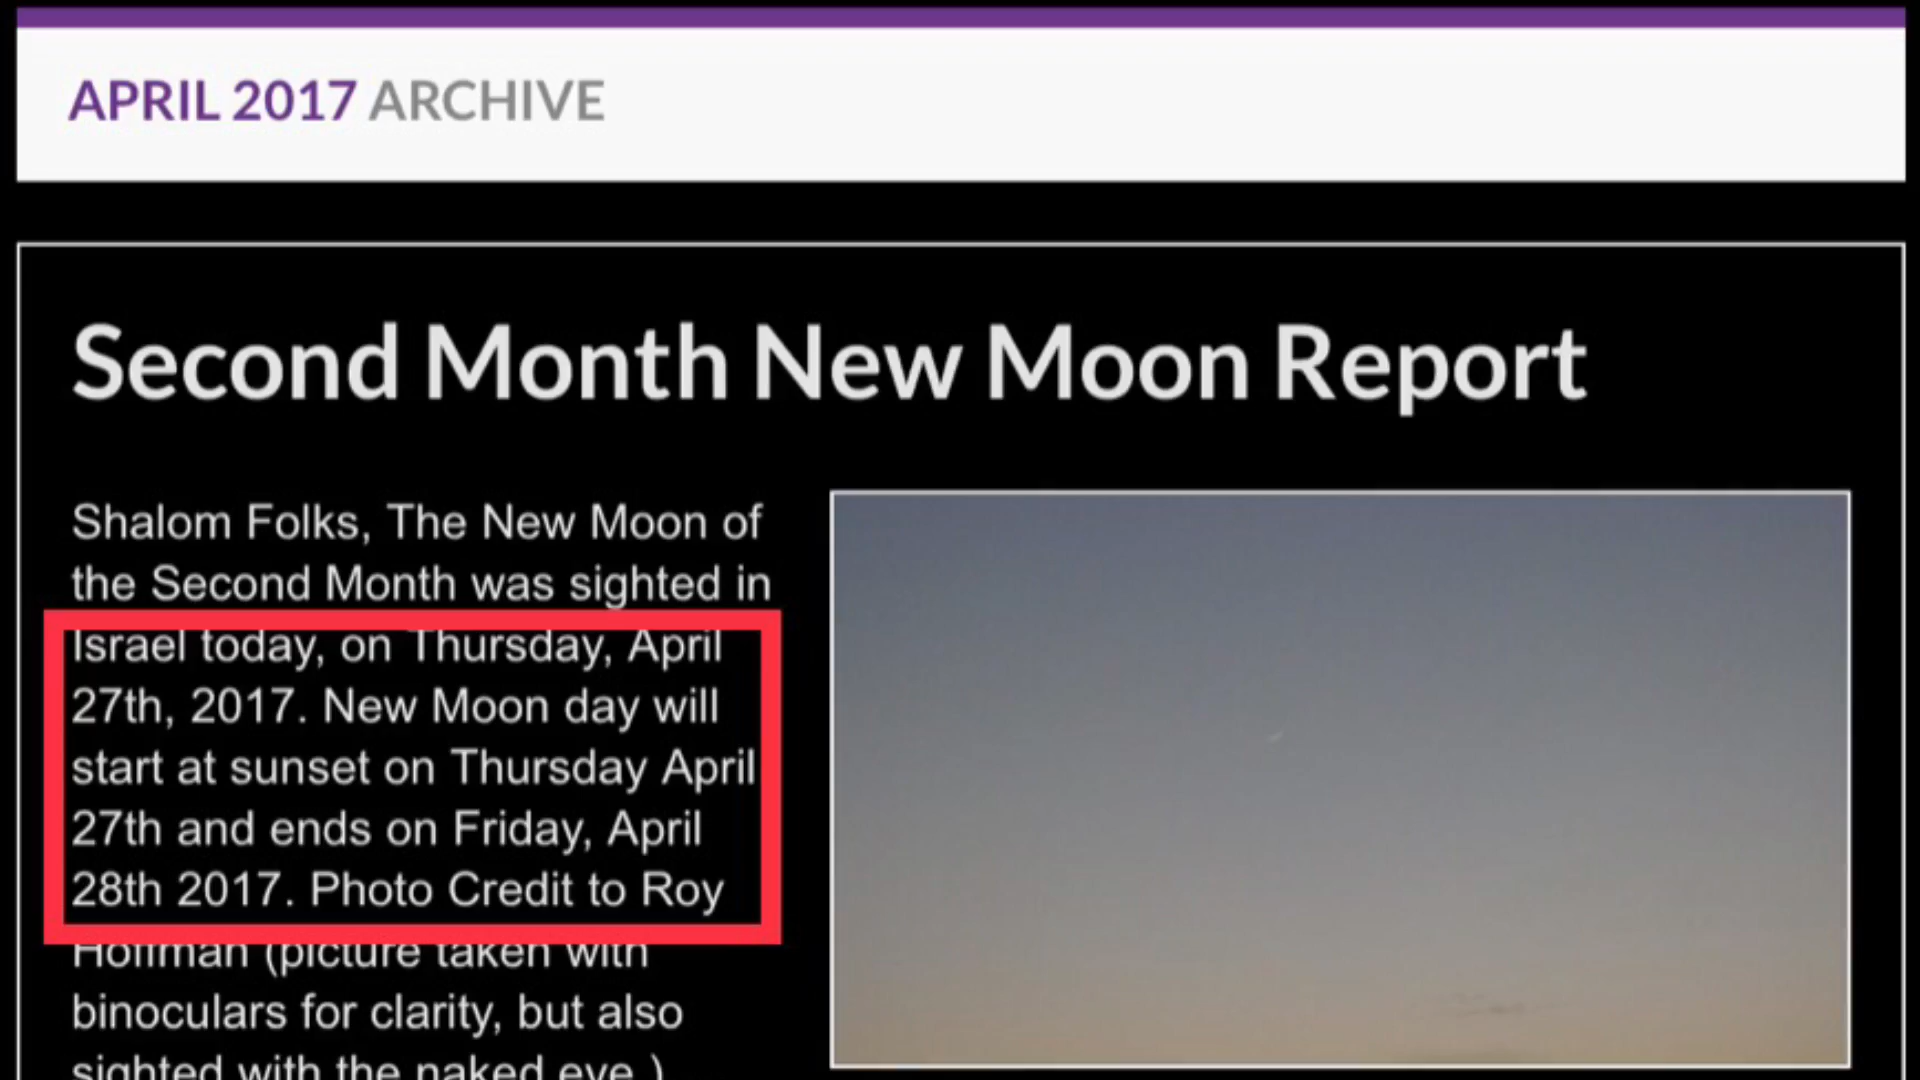 APRIL 2017 ARCHIVE
Second Month New Moon Report
Shalom Folks, The New Moon of
the Second Month was sighted in
Israel today, on Thursday, April
27th, 2017. New Moon day will
start at sunset on Thursday April
27th and ends on Friday, April
28th 2017. Photo Credit to Roy
Hoffman (picture taken with
binoculars for clarity, but also
sighted with the naked eye.)